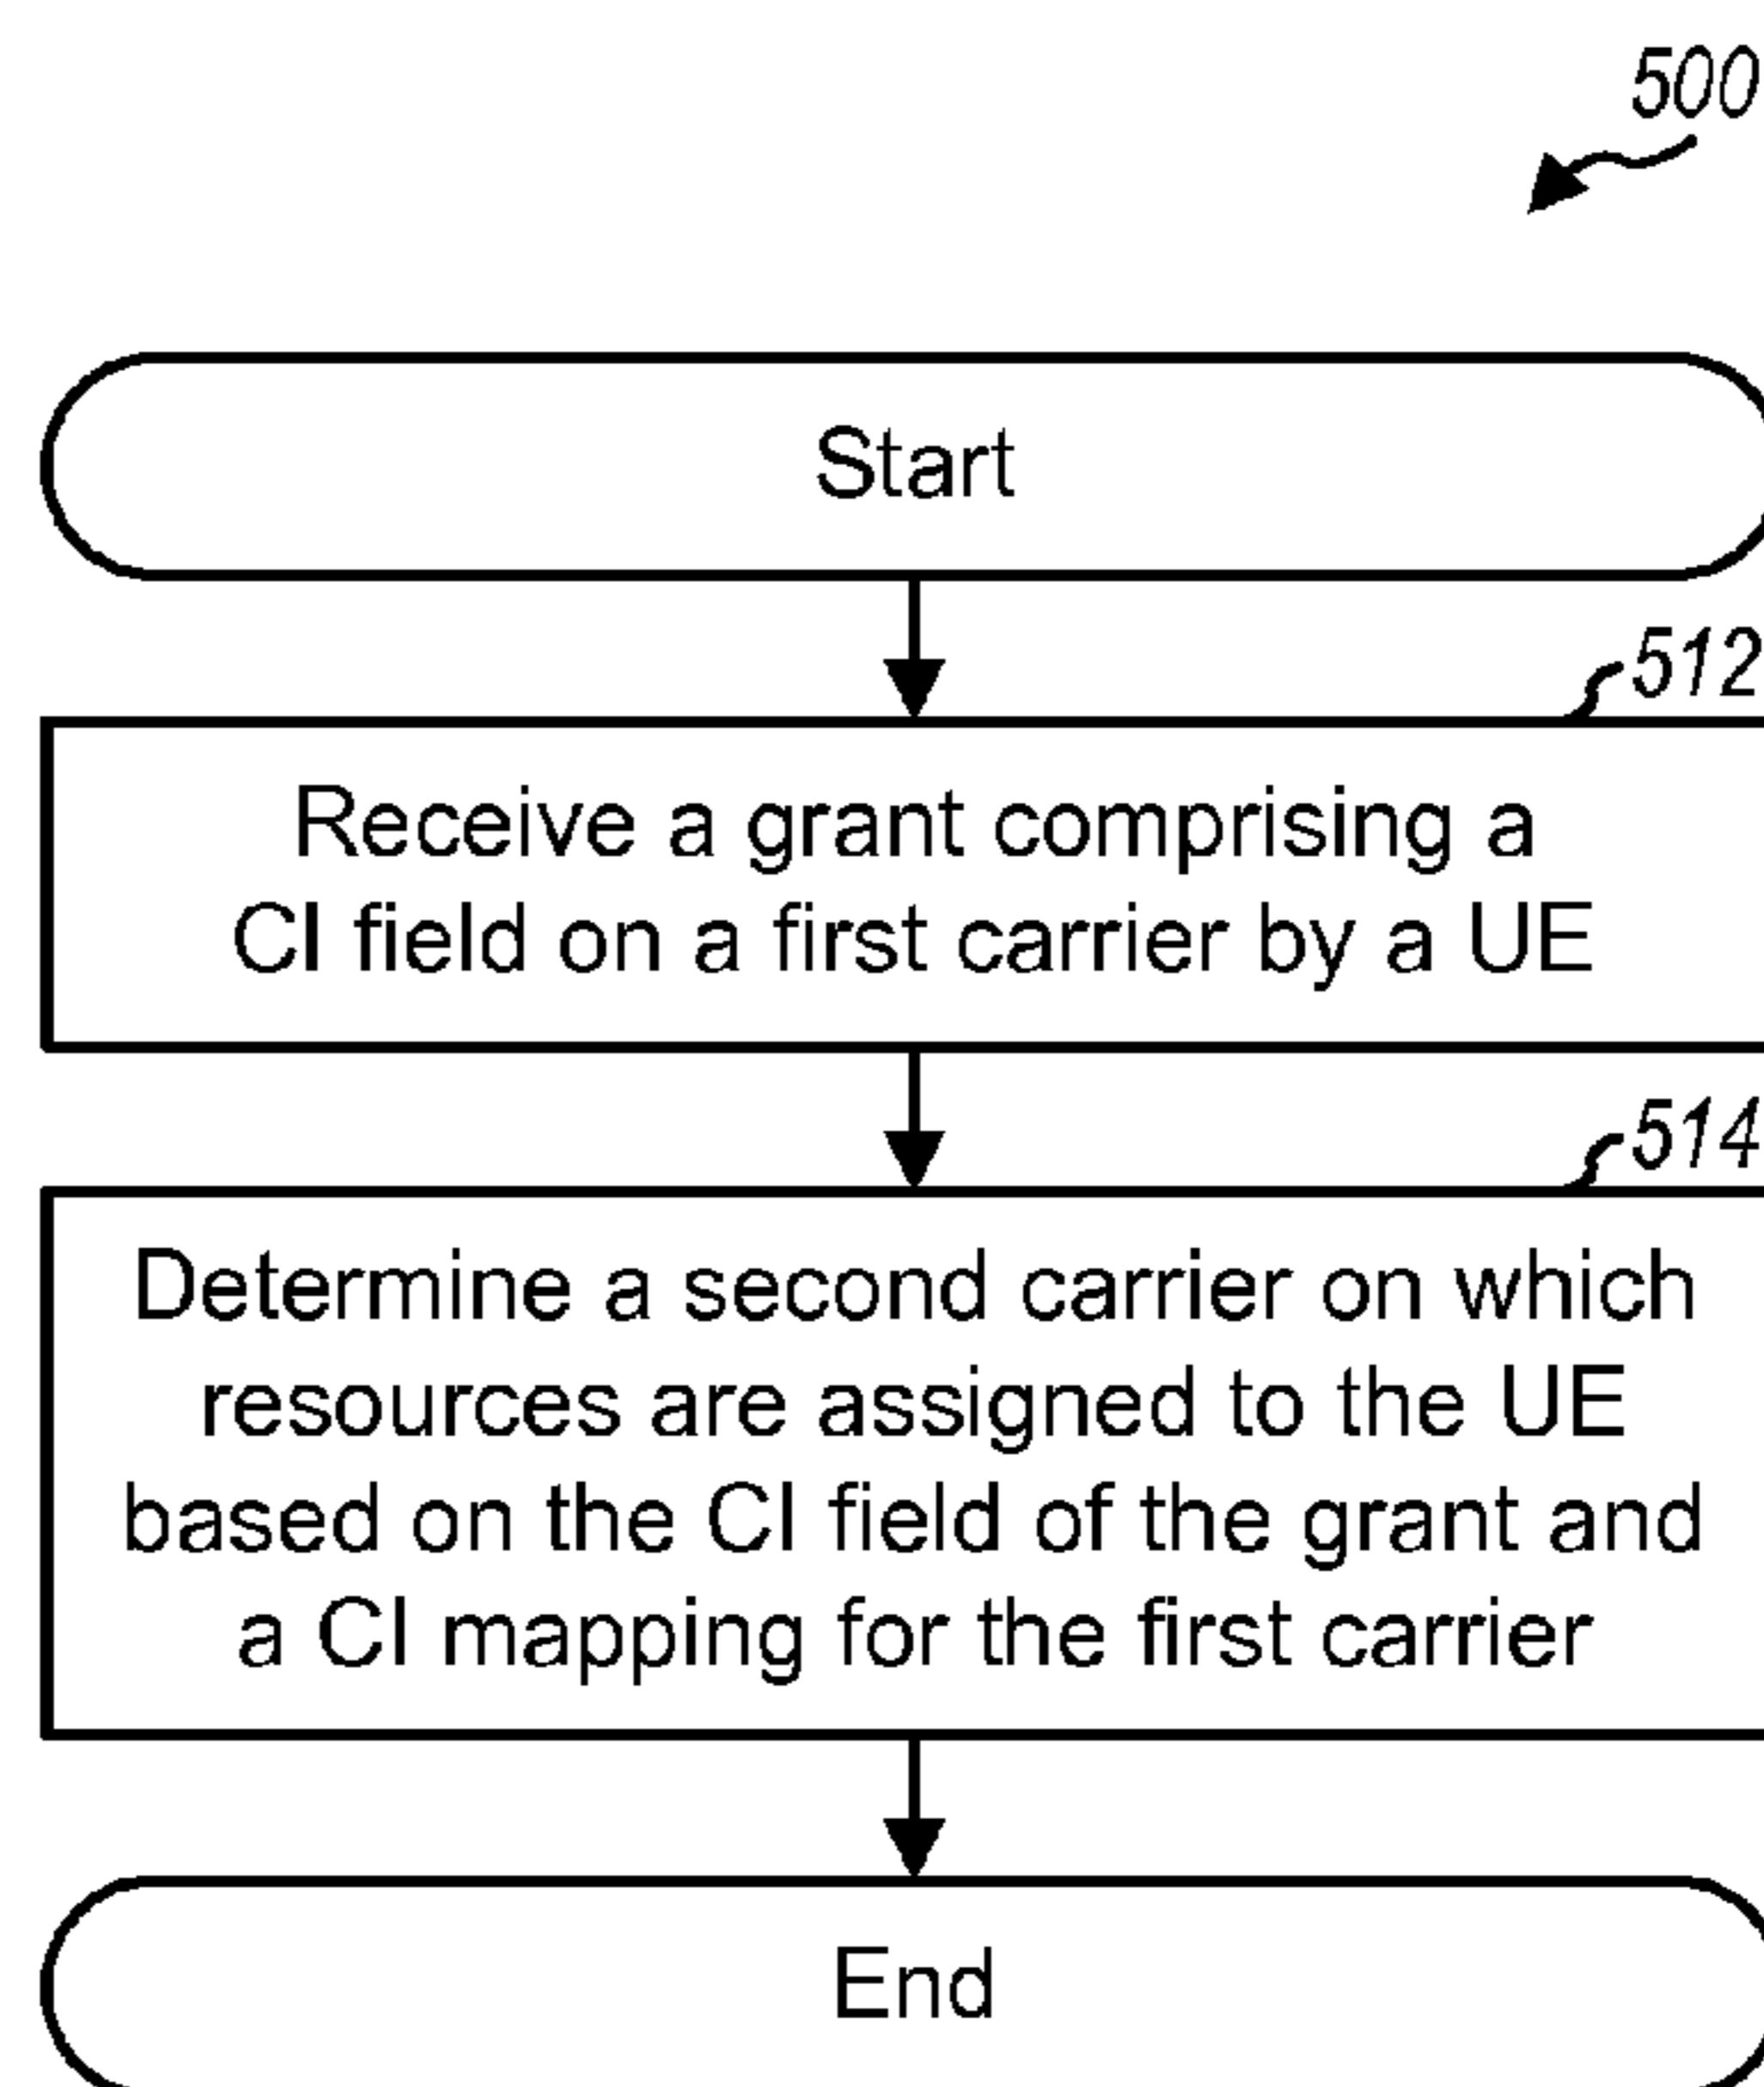 500
Start
512
Receive a grant comprising a
CI field on a first carrier by a UE
514
Determine a second carrier on which
resources are assigned to the UE
based on the CI field of the grant and
a CI mapping for the first carrier
End